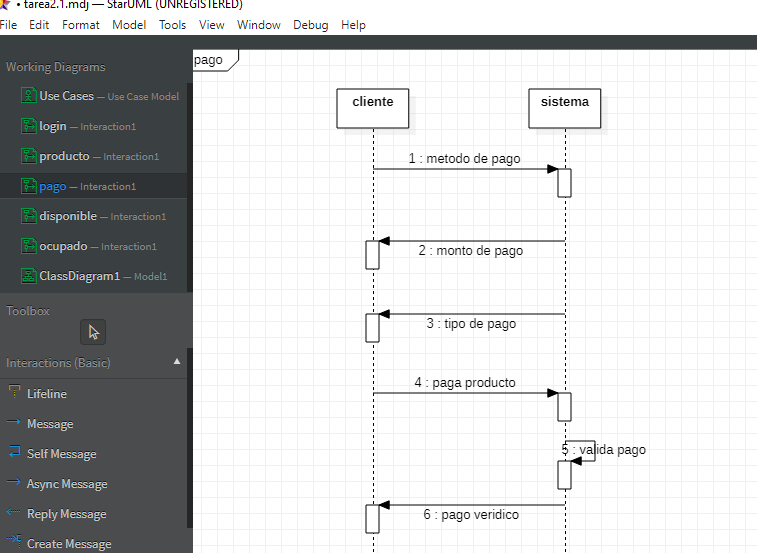 • tarea2.1.mdj — StarUML (UNREGISTERED)
File Edit Format Model Tools View Window Debug Help
Working Diagrams
Use Cases — Use Case Model
login — Interaction1
producto — Interaction1
pago — Interaction1
disponible — Interaction1
ocupado — Interaction1
ClassDiagram1 — Model1
Toolbox
Interactions (Basic)
Lifeline
Message
Self Message
Async Message
Reply Message
Create Message
pago
cliente
sistema
1 : metodo de pago
2 : monto de pago
3 : tipo de pago
4 : paga producto
5 : valida pago
6 : pago veridico